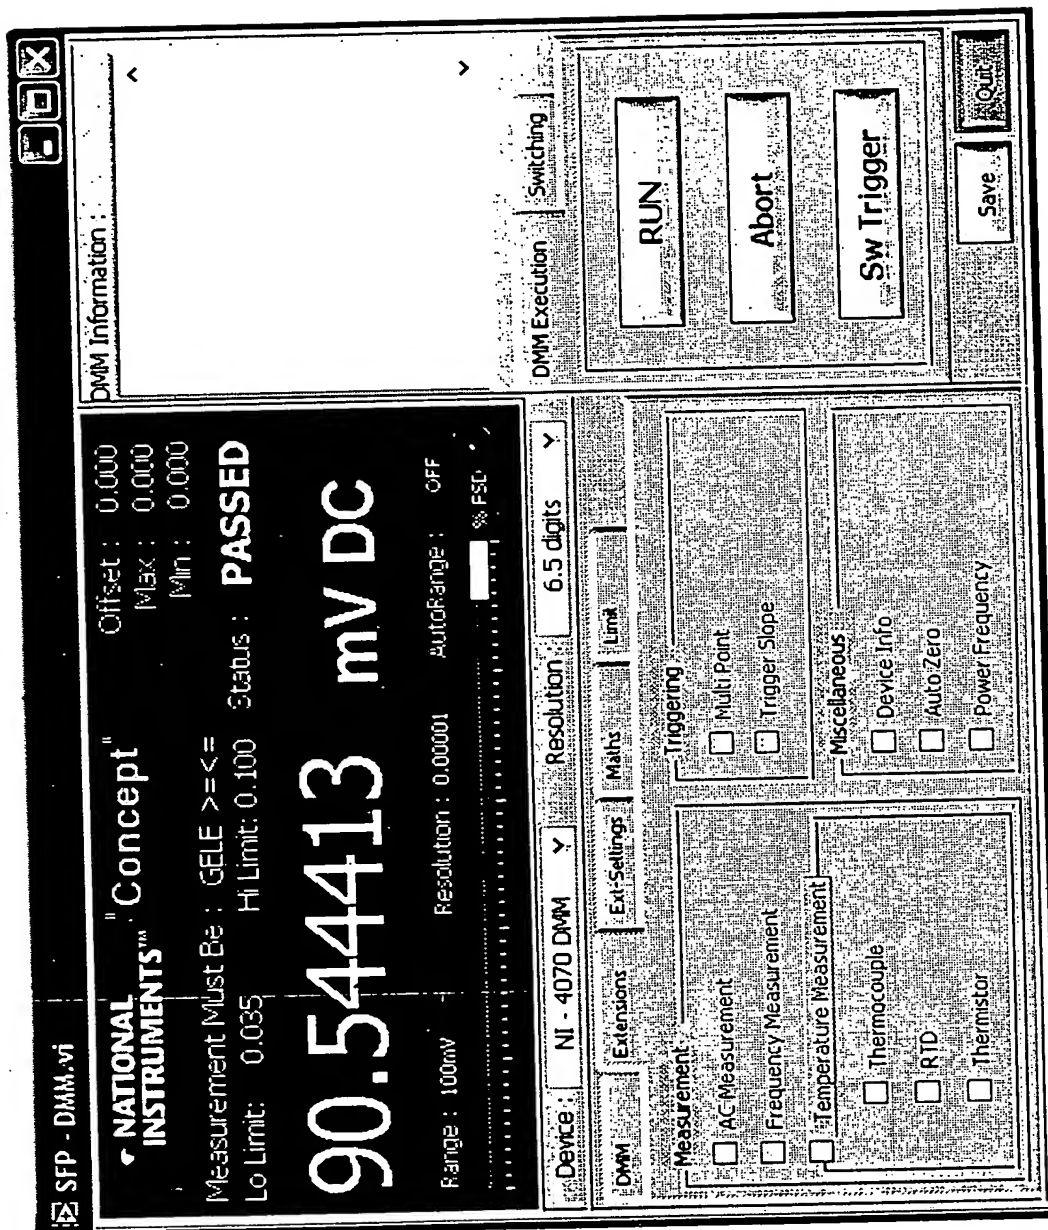 SFP - DMM.vi
NATIONAL INSTRUMENTS™ "Concept"
Offset : 0.000
Max : 0.000
Min : 0.000
Measurement Must Be : GELE >=<=
Lo Limit: 0.035 Hi Limit: 0.100 Status : PASSED
90.544413 mV DC
Range : 100mV Resolution : 0.00001 AutoRange : OFF
% FSD
DMM Information :
Device : NI - 4070 DMM Resolution : 6.5 digits
DMM Extensions Ext-Settings Maths Limit
Measurement
AC Measurement
Frequency Measurement
Temperature Measurement
Thermocouple
RTD
Thermistor
Triggering
Multi Point
Trigger Slope
Miscellaneous
Device Info
Auto Zero
Power Frequency
DMM Execution Switching
RUN
Abort
Sw Trigger
Save Quit